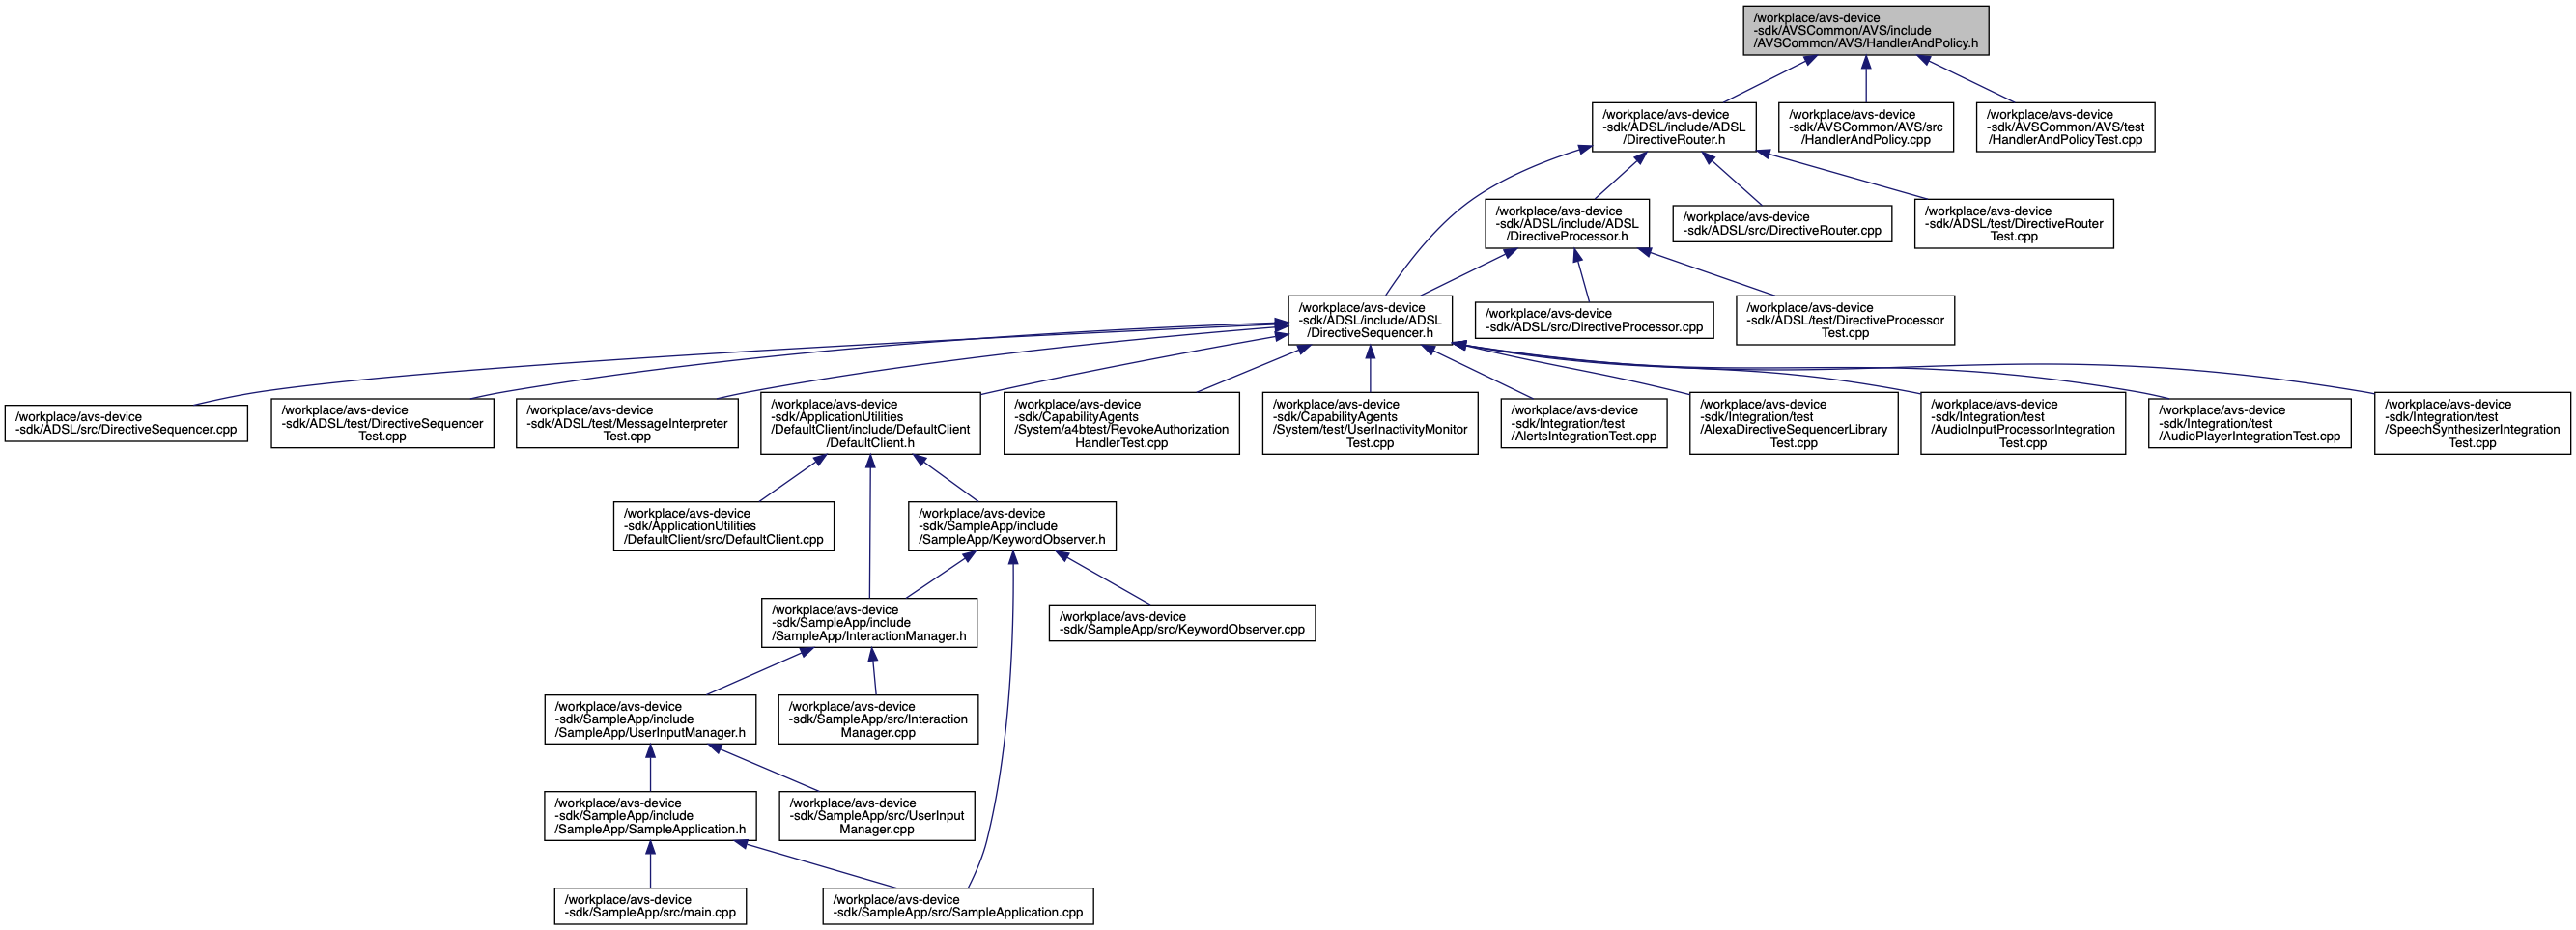 /workplace/avs-device
-sdk/AVSCommon/AVS/include
/AVSCommon/AVS/HandlerAndPolicy.h
/workplace/avs-device
-sdk/ADSL/include/ADSL
/DirectiveRouter.h
/workplace/avs-device
-sdk/AVSCommon/AVS/src
/HandlerAndPolicy.cpp
/workplace/avs-device
-sdk/AVSCommon/AVS/test
/HandlerAndPolicyTest.cpp
/workplace/avs-device
-sdk/ADSL/include/ADSL
/DirectiveProcessor.h
/workplace/avs-device
-sdk/ADSL/src/DirectiveRouter.cpp
/workplace/avs-device
-sdk/ADSL/test/DirectiveRouter
Test.cpp
/workplace/avs-device
-sdk/ADSL/include/ADSL
/DirectiveSequencer.h
/workplace/avs-device
-sdk/ADSL/src/DirectiveProcessor.cpp
/workplace/avs-device
-sdk/ADSL/test/DirectiveProcessor
Test.cpp
/workplace/avs-device
-sdk/ADSL/src/DirectiveSequencer.cpp
/workplace/avs-device
-sdk/ADSL/test/DirectiveSequencer
Test.cpp
/workplace/avs-device
-sdk/ADSL/test/MessageInterpreter
Test.cpp
/workplace/avs-device
-sdk/ApplicationUtilities
/DefaultClient/include/DefaultClient
/DefaultClient.h
/workplace/avs-device
-sdk/CapabilityAgents
/System/a4btest/RevokeAuthorization
HandlerTest.cpp
/workplace/avs-device
-sdk/CapabilityAgents
/System/test/UserInactivityMonitor
Test.cpp
/workplace/avs-device
-sdk/Integration/test
/AlertsIntegrationTest.cpp
/workplace/avs-device
-sdk/Integration/test
/AlexaDirectiveSequencerLibrary
Test.cpp
/workplace/avs-device
-sdk/Integration/test
/AudioInputProcessorIntegration
Test.cpp
/workplace/avs-device
-sdk/Integration/test
/AudioPlayerIntegrationTest.cpp
/workplace/avs-device
-sdk/Integration/test
/SpeechSynthesizerIntegration
Test.cpp
/workplace/avs-device
-sdk/ApplicationUtilities
/DefaultClient/src/DefaultClient.cpp
/workplace/avs-device
-sdk/SampleApp/include
/SampleApp/KeywordObserver.h
/workplace/avs-device
-sdk/SampleApp/include
/SampleApp/InteractionManager.h
/workplace/avs-device
-sdk/SampleApp/src/KeywordObserver.cpp
/workplace/avs-device
-sdk/SampleApp/include
/SampleApp/UserInputManager.h
/workplace/avs-device
-sdk/SampleApp/src/Interaction
Manager.cpp
/workplace/avs-device
-sdk/SampleApp/include
/SampleApp/SampleApplication.h
/workplace/avs-device
-sdk/SampleApp/src/UserInput
Manager.cpp
/workplace/avs-device
-sdk/SampleApp/src/main.cpp
/workplace/avs-device
-sdk/SampleApp/src/SampleApplication.cpp